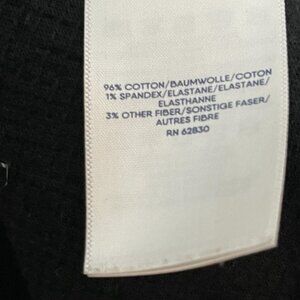 96% COTTON/BAUMWOLLE/COTON
1% SPANDEX/ELASTANE/ELASTANE/
ELASTHANNE
3% OTHER FIBER/SONSTIGE FASER/
AUTRES FIBRE
RN 62830